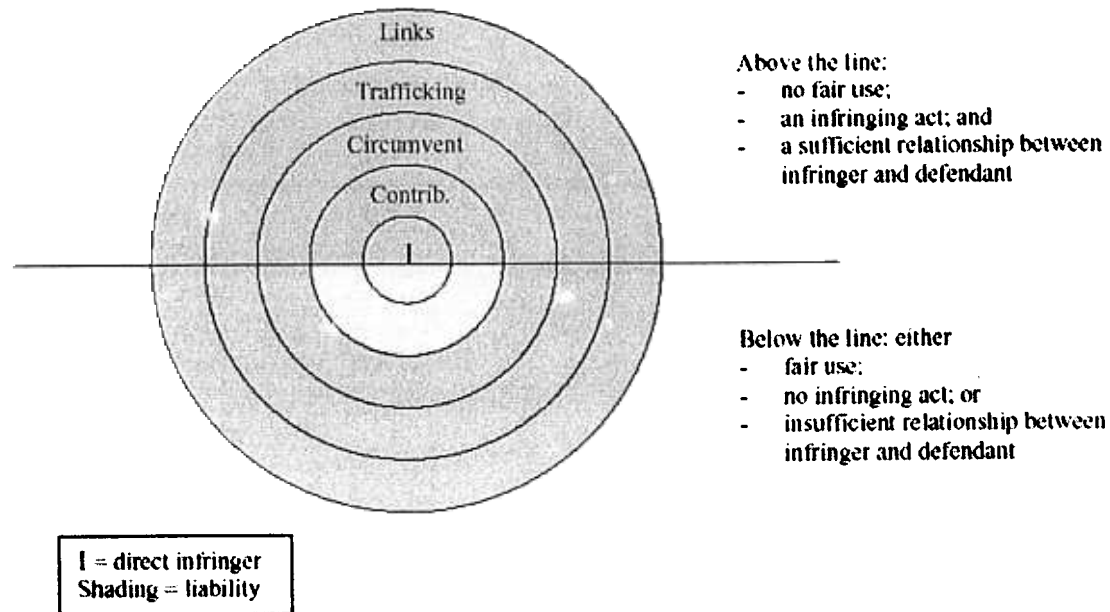 Links
Trafficking
Circumvent
Contrib.
I
Above the line:
- no fair use;
- an infringing act; and
- a sufficient relationship between
infringer and defendant
Below the line: either
- fair use;
- no infringing act; or
- insufficient relationship between
infringer and defendant
I = direct infringer
Shading = liability